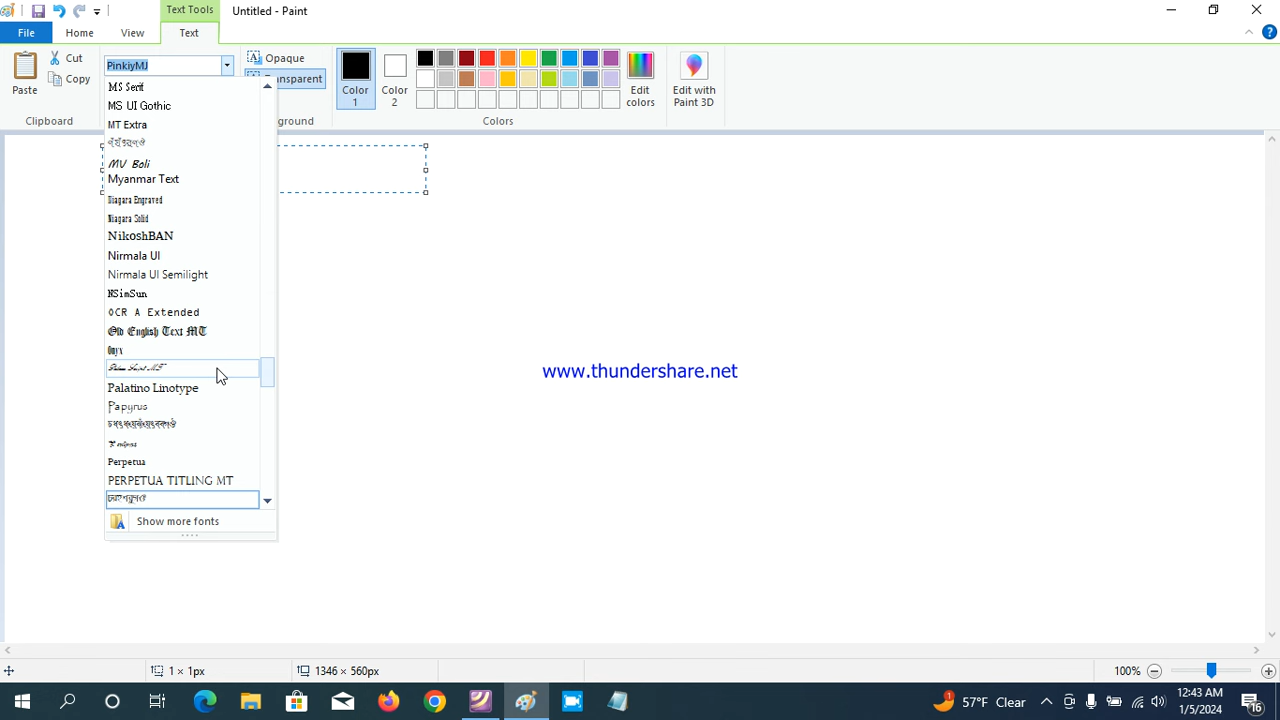 Text Tools
Untitled - Paint
File
Home
View
Text
Paste
Cut
Copy
Clipboard
PinkiyMJ
Opaque
Transparent
ground
Color 1
Color 2
Edit colors
Colors
Edit with Paint 3D
MS Serif
MS UI Gothic
MT Extra
MV Boli
Myanmar Text
Niagara Engraved
Niagara Solid
NikoshBAN
Nirmala UI
Nirmala UI Semilight
NSimSun
OCR A Extended
Old English Text MT
Onyx
Palace Script MT
Palatino Linotype
Papyrus
Perpetua
PERPETUA TITLING MT
Show more fonts
www.thundershare.net
1 × 1px
1346 × 560px
100%
1
57°F Clear
12:43 AM
1/5/2024
16